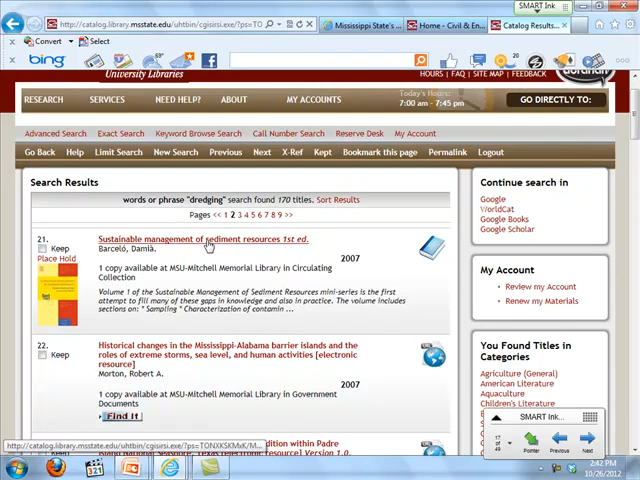 SMART Ink
http://catalog.library.msstate.edu/uhtbin/cgisirsi.exe/?ps=TO
Mississippi State's ...
Home - Civil & En...
Catalog Results...
Convert
Select
bing
University Libraries
HOURS | FAQ | SITE MAP | FEEDBACK
RESEARCH SERVICES NEED HELP? ABOUT MY ACCOUNTS
Today's Hours:
7:00 am - 7:45 pm
GO DIRECTLY TO:
Advanced Search Exact Search Keyword Browse Search Call Number Search Reserve Desk My Account
Go Back Help Limit Search New Search Previous Next X-Ref Kept Bookmark this page Permalink Logout
Search Results
words or phrase "dredging" search found 170 titles. Sort Results
Pages << 1 2 3 4 5 6 7 8 9 >>
21.
Keep
Place Hold
Sustainable management of sediment resources 1st ed.
Barceló, Damià.
2007
1 copy available at MSU-Mitchell Memorial Library in Circulating
Collection
Volume 1 of the Sustainable Management of Sediment Resources mini-series is the first
attempt to fill many of these gaps in knowledge and also in practice. The volume includes
sections on: * Sampling * Characterization of contamin ...
22.
Keep
Historical changes in the Mississippi-Alabama barrier islands and the
roles of extreme storms, sea level, and human activities [electronic
resource]
Morton, Robert A.
2007
1 copy available at MSU-Mitchell Memorial Library in Government
Documents
Find It
Continue search in
Google
WorldCat
Google Books
Google Scholar
My Account
Review my Account
Renew my Materials
You Found Titles in
Categories
Agriculture (General)
American Literature
Aquaculture
SMART Ink...
17
of
49
Pointer
Previous
Next
http://catalog.library.msstate.edu/uhtbin/cgisirsi.exe/?ps=TONXKSKMxK/M...
2:42 PM
10/26/2012